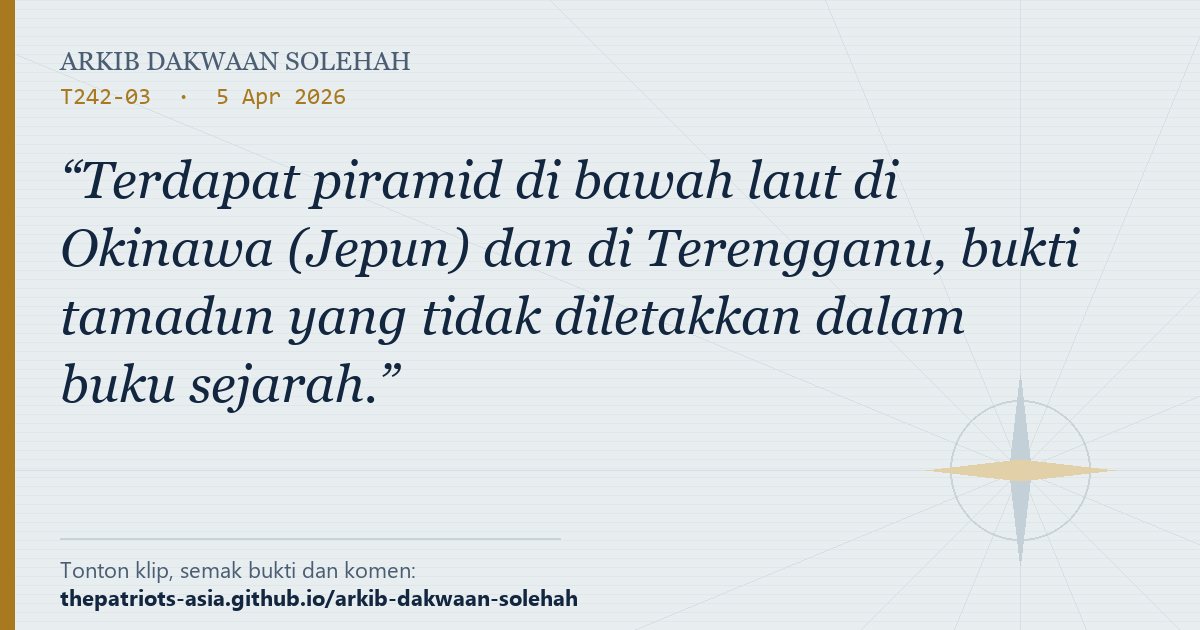 ARKIB DAKWAAN SOLEHAH
T242-03 · 5 Apr 2026
“Terdapat piramid di bawah laut di
Okinawa (Jepun) dan di Terengganu, bukti
tamadun yang tidak diletakkan dalam
buku sejarah.”
Tonton klip, semak bukti dan komen:
thepatriots-asia.github.io/arkib-dakwaan-solehah